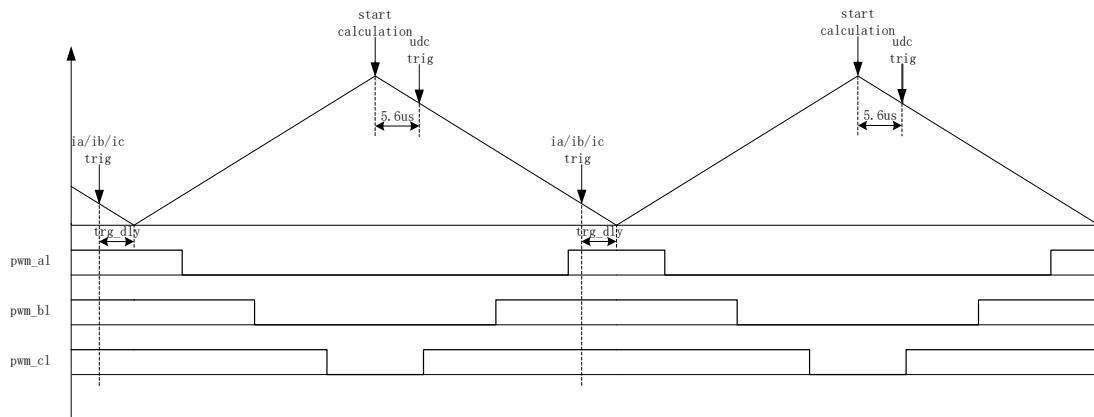 start
calculation
udc
trig
5.6us
ia/ib/ic
trig
trg_dly
start
calculation
udc
trig
5.6us
ia/ib/ic
trig
trg_dly
pwm_al
pwm_bl
pwm_cl